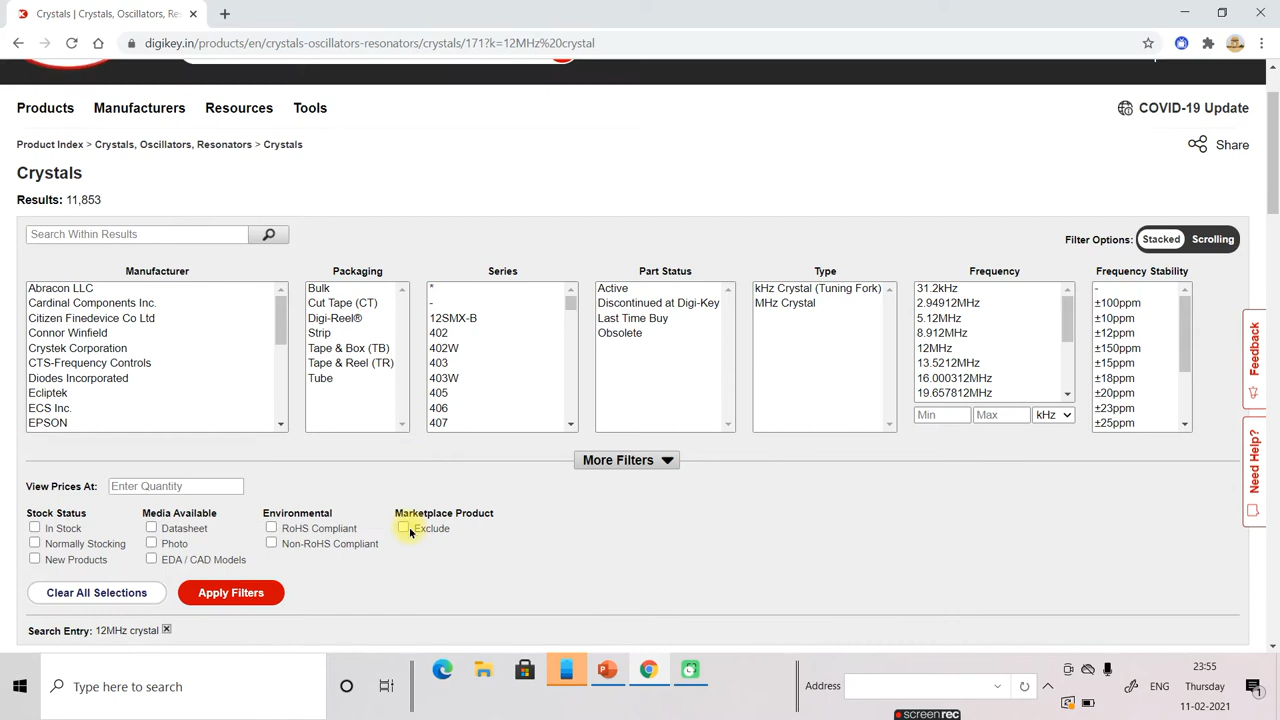 Crystals | Crystals, Oscillators, R
digikey.in/products/en/crystals-oscillators-resonators/crystals/171?k=12MHz%20crystal
Products
Manufacturers
Resources
Tools
COVID-19 Update
Product Index > Crystals, Oscillators, Resonators > Crystals
Share
Crystals
Results: 11,853
Search Within Results
Filter Options: Stacked Scrolling
Manufacturer
Abracon LLC
Cardinal Components Inc.
Citizen Finedevice Co Ltd
Connor Winfield
Crystek Corporation
CTS-Frequency Controls
Diodes Incorporated
Ecliptek
ECS Inc.
EPSON
Packaging
Bulk
Cut Tape (CT)
Digi-Reel®
Strip
Tape & Box (TB)
Tape & Reel (TR)
Tube
Series
*
-
12SMX-B
402
402W
403
403W
405
406
407
Part Status
Active
Discontinued at Digi-Key
Last Time Buy
Obsolete
Type
kHz Crystal (Tuning Fork)
MHz Crystal
Frequency
31.2kHz
2.94912MHz
5.12MHz
8.912MHz
12MHz
13.5212MHz
16.000312MHz
19.657812MHz
Min Max kHz
Frequency Stability
-
±100ppm
±10ppm
±12ppm
±150ppm
±15ppm
±18ppm
±20ppm
±23ppm
±25ppm
Feedback
Need Help?
More Filters
View Prices At: Enter Quantity
Stock Status
In Stock
Normally Stocking
New Products
Media Available
Datasheet
Photo
EDA / CAD Models
Environmental
RoHS Compliant
Non-RoHS Compliant
Marketplace Product
Exclude
Clear All Selections
Apply Filters
Search Entry: 12MHz crystal
Type here to search
Address
ENG
23:55
Thursday
11-02-2021
1
screenrec